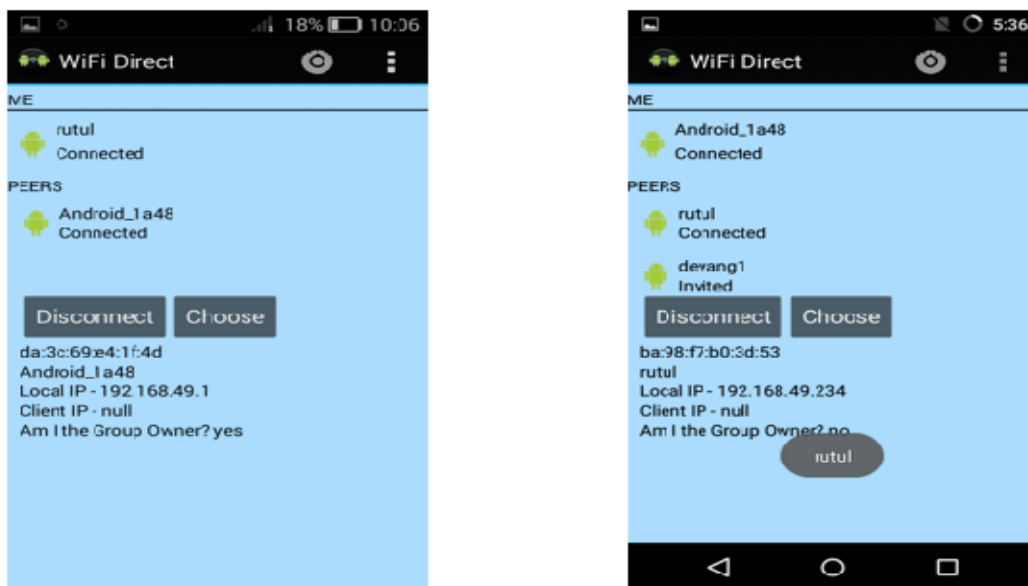 18% 10:06
WiFi Direct
ME
rutul
Connected
PEERS
Android_1a48
Connected
Disconnect Choose
da:3c:69:e4:1f:4d
Android_1a48
Local IP - 192.168.49.1
Client IP - null
Am I the Group Owner? yes
5:36
WiFi Direct
ME
Android_1a48
Connected
PEERS
rutul
Connected
devang1
Invited
Disconnect Choose
ba:98:f7:b0:3d:53
rutul
Local IP - 192.168.49.234
Client IP - null
Am I the Group Owner? no
rutul